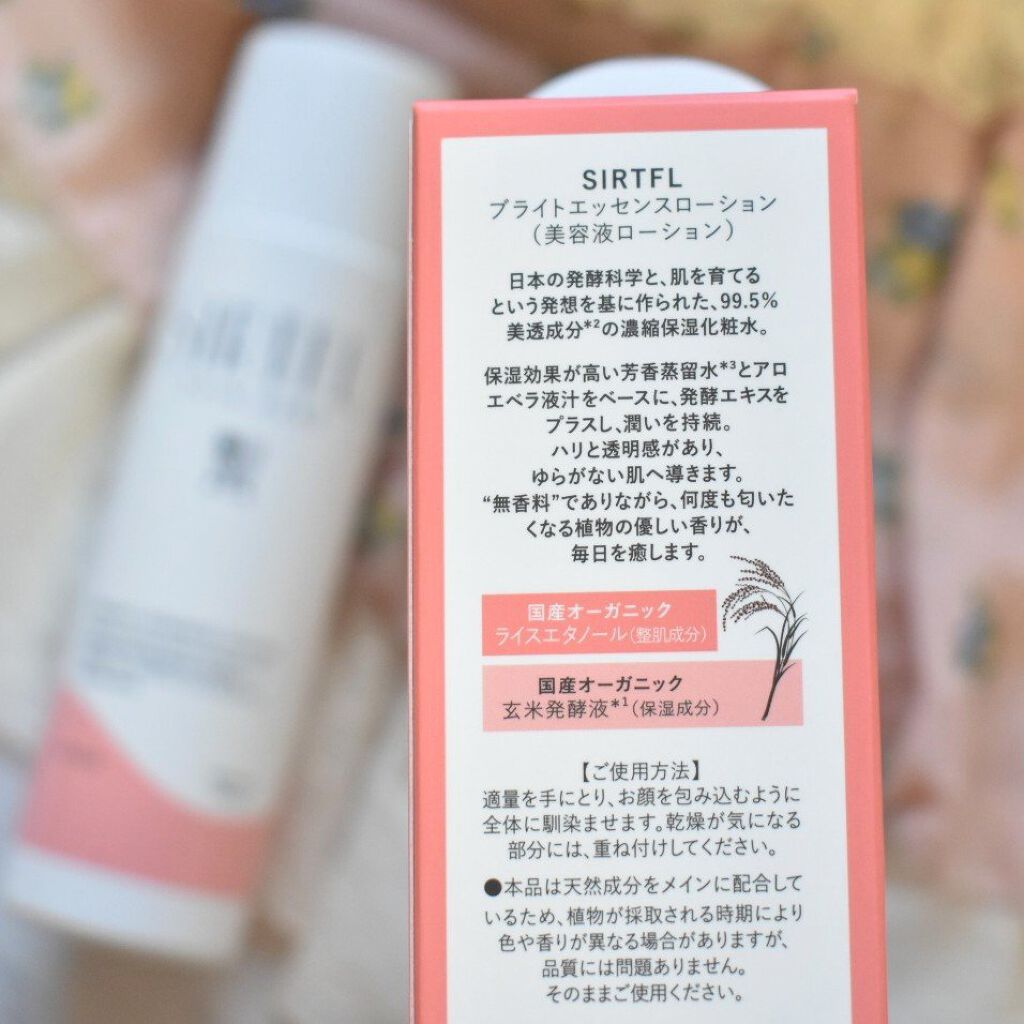 SIRTFL
ブライトエッセンスローション
（美容液ローション）
日本の発酵科学と、肌を育てる
という発想を基に作られた、99.5%
美透成分*2の濃縮保湿化粧水。
保湿効果が高い芳香蒸留水*3とアロ
エベラ液汁をベースに、発酵エキスを
プラスし、潤いを持続。
ハリと透明感があり、
ゆらがない肌へ導きます。
“無香料”でありながら、何度も匂いた
くなる植物の優しい香りが、
毎日を癒します。
国産オーガニック
ライスエタノール（整肌成分）
国産オーガニック
玄米発酵液*1（保湿成分）
【ご使用方法】
適量を手にとり、お顔を包み込むように
全体に馴染ませます。乾燥が気になる
部分には、重ね付けしてください。
●本品は天然成分をメインに配合して
いるため、植物が採取される時期により
色や香りが異なる場合がありますが、
品質には問題ありません。
そのままご使用ください。